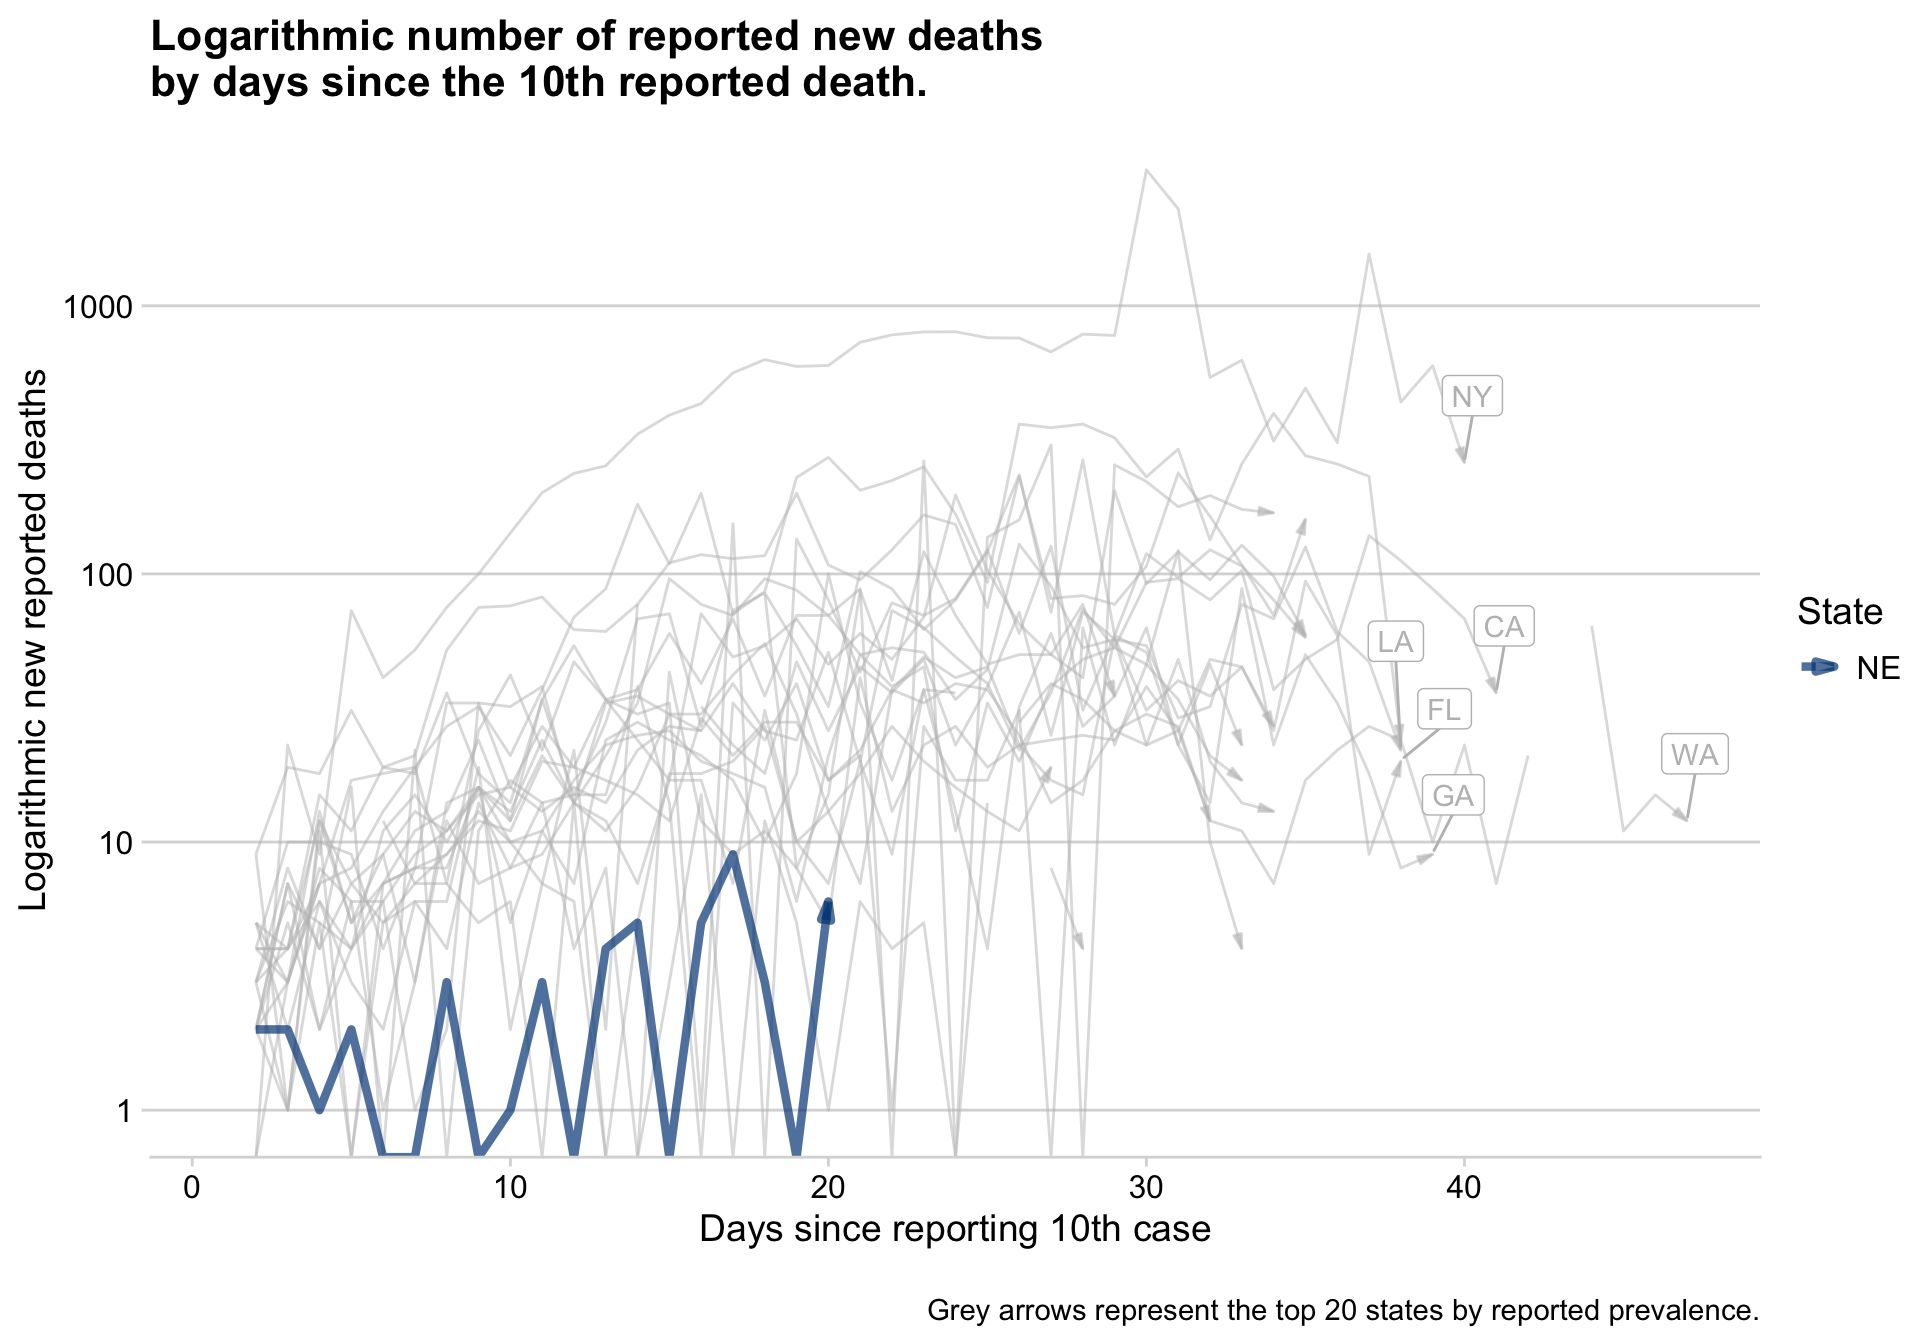 Logarithmic number of reported new deaths
by days since the 10th reported death.
Logarithmic new reported deaths
1000
100
10
1
NY
CA
LA
FL
WA
GA
State
NE
0 10 20 30 40
Days since reporting 10th case
Grey arrows represent the top 20 states by reported prevalence.